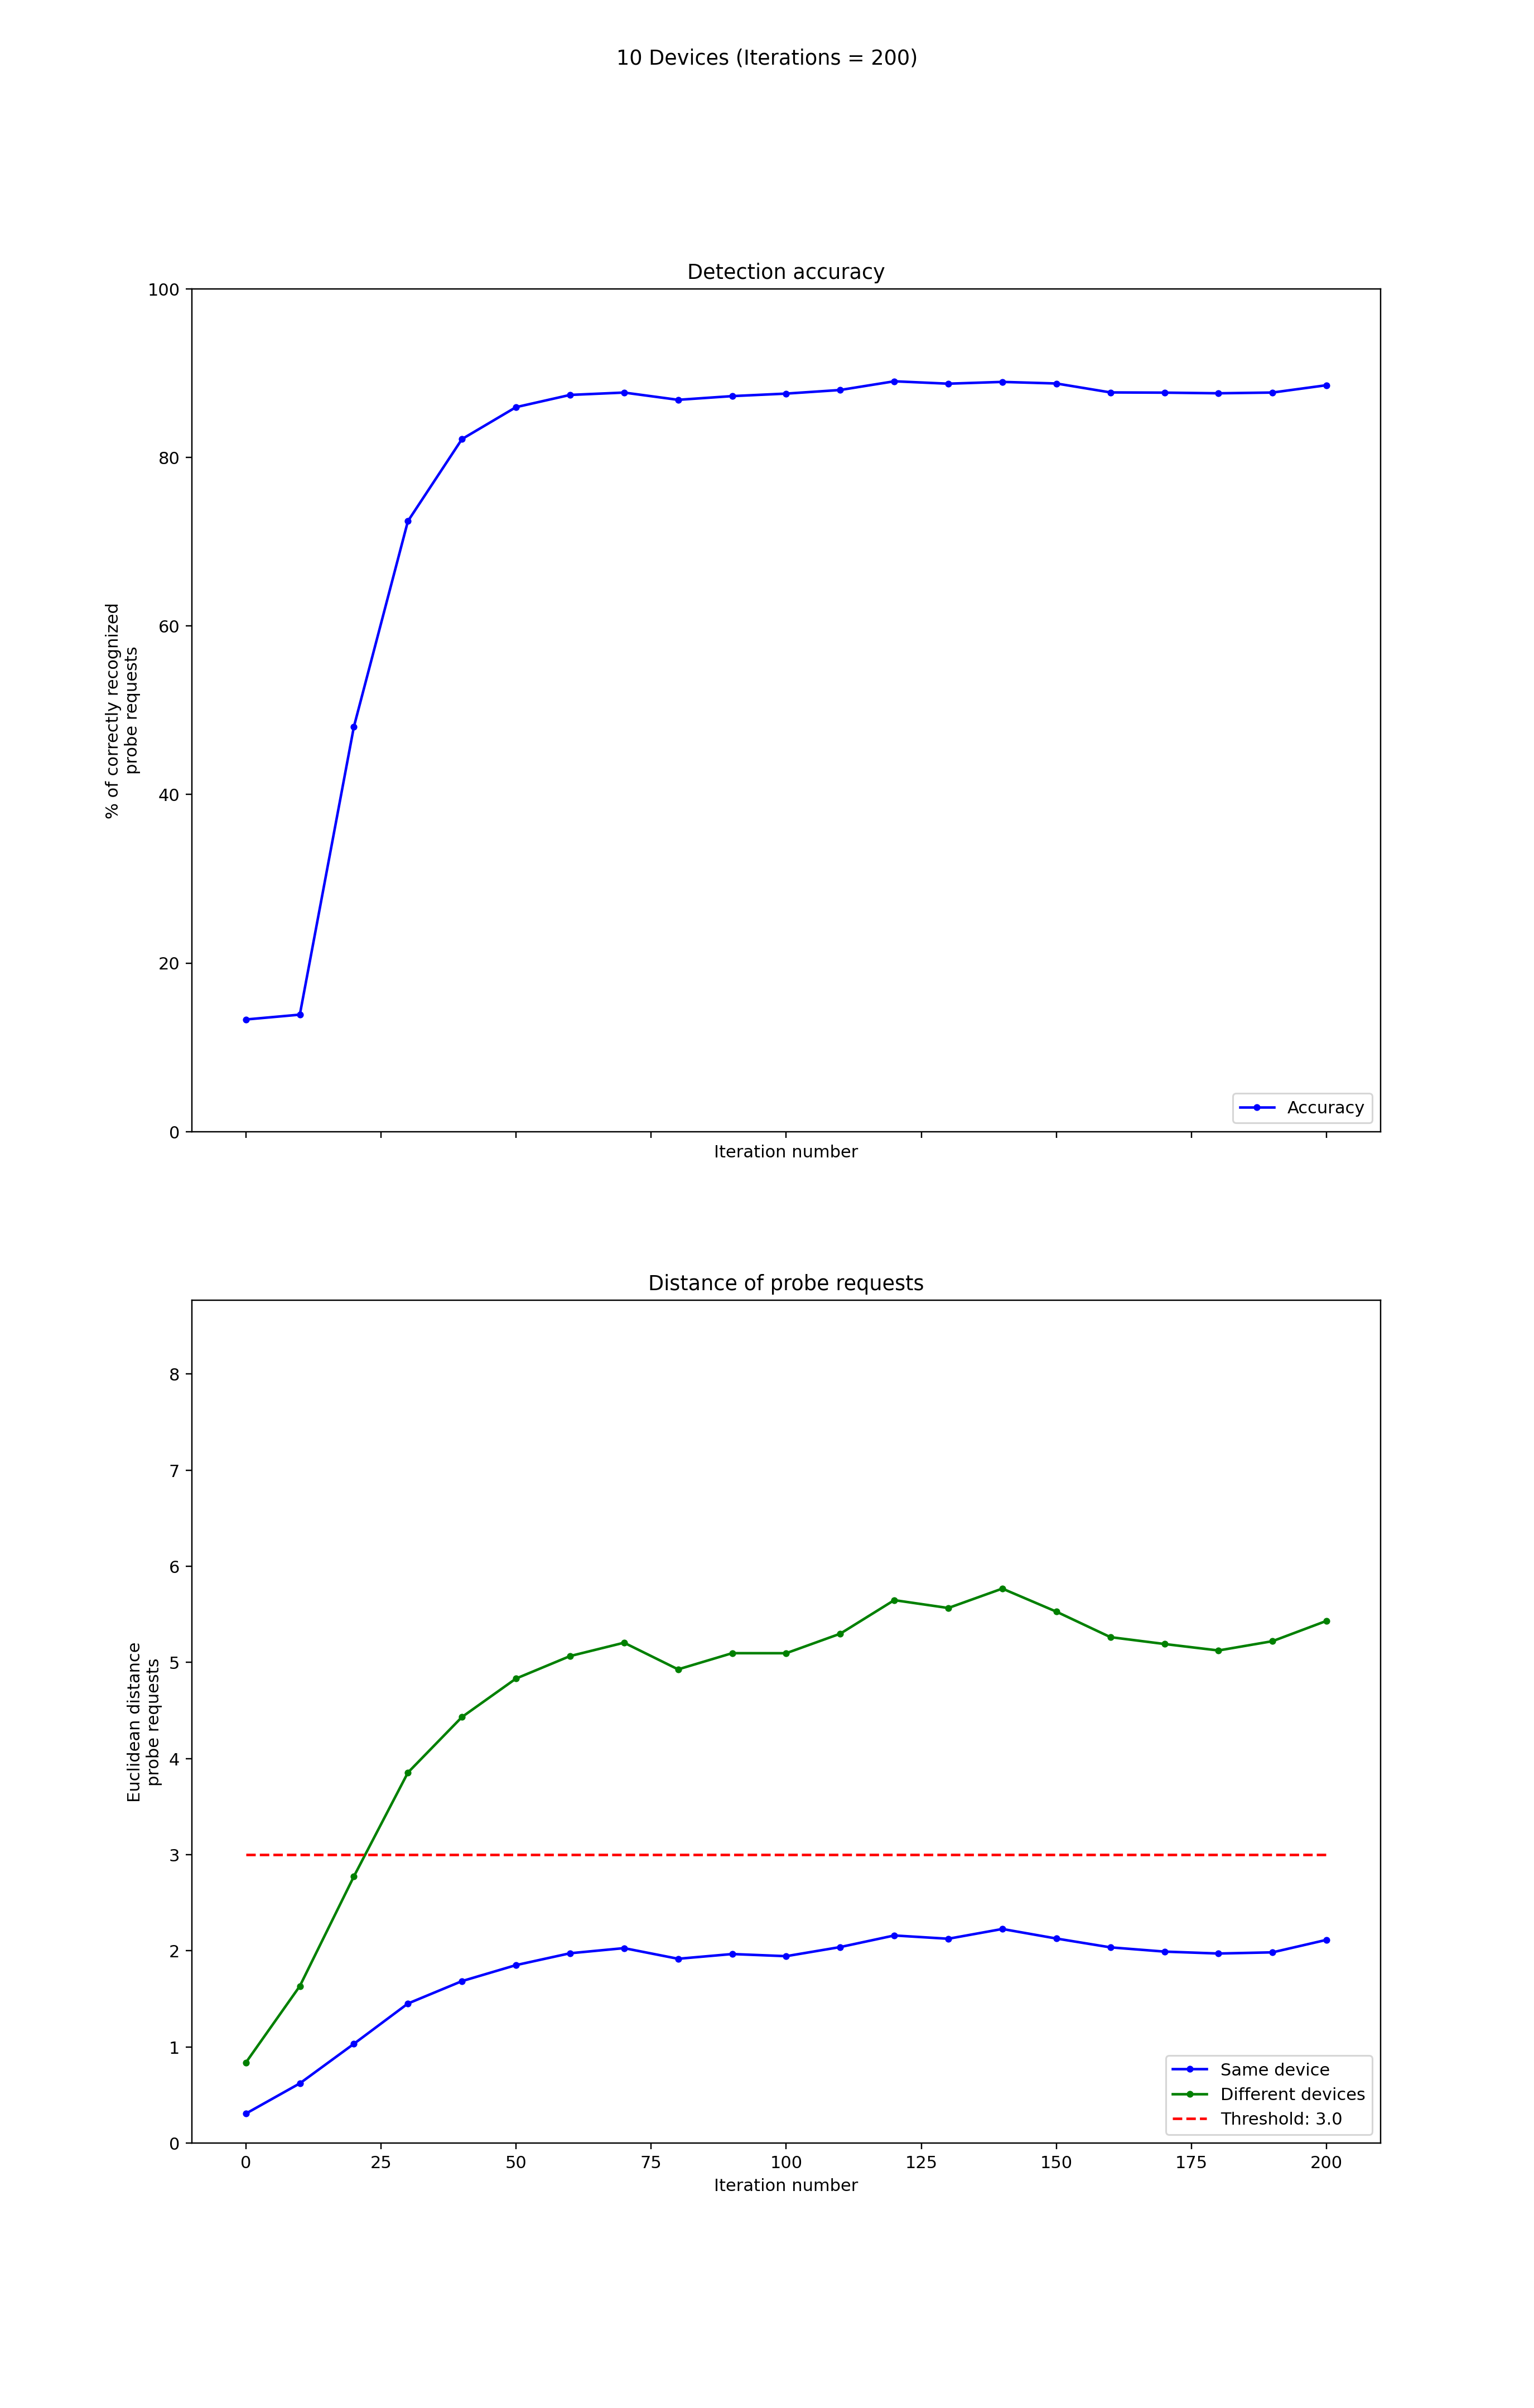 10 Devices (Iterations = 200)
Detection accuracy
100
80
60
40
20
0
% of correctly recognized
probe requests
Accuracy
Iteration number
Distance of probe requests
8
7
6
5
4
3
2
1
0
Euclidean distance
probe requests
Same device
Different devices
Threshold: 3.0
0 25 50 75 100 125 150 175 200
Iteration number